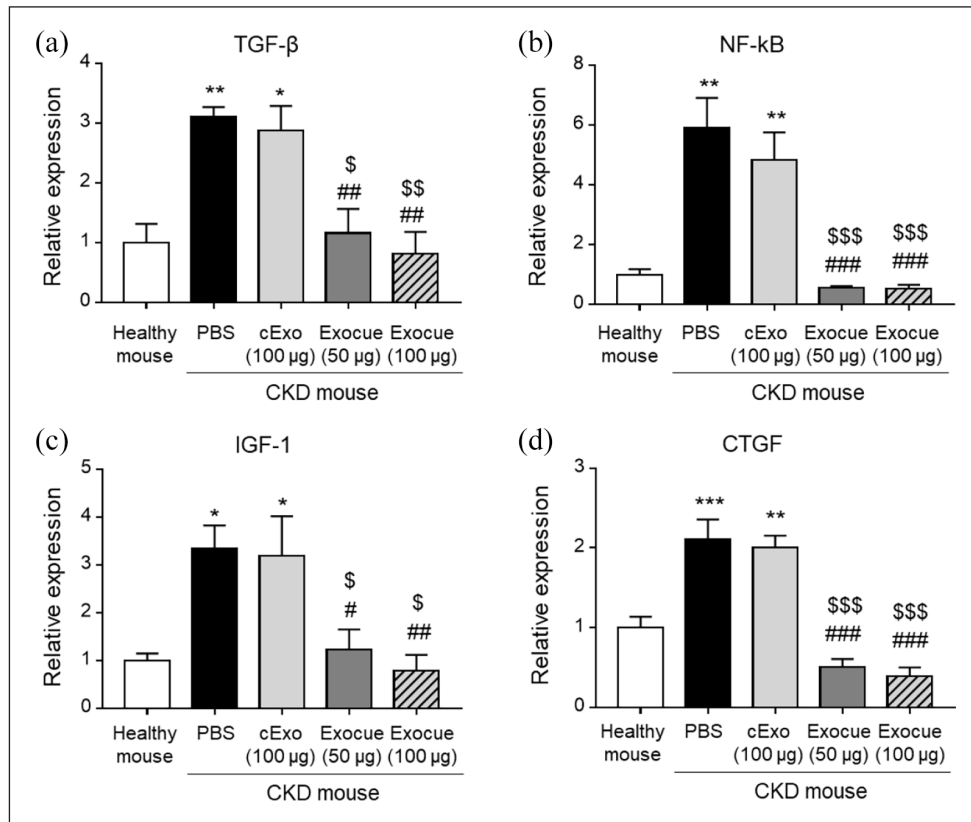 (a)
TGF-β
Relative expression
4
3
2
1
0
**
*
$
##
$$
##
Healthy mouse
PBS
cExo (100 µg)
Exocue (50 µg)
Exocue (100 µg)
CKD mouse
(b)
NF-kB
Relative expression
8
6
4
2
0
**
**
$$$
###
$$$
###
Healthy mouse
PBS
cExo (100 µg)
Exocue (50 µg)
Exocue (100 µg)
CKD mouse
(c)
IGF-1
Relative expression
5
4
3
2
1
0
*
*
$
#
$
##
Healthy mouse
PBS
cExo (100 µg)
Exocue (50 µg)
Exocue (100 µg)
CKD mouse
(d)
CTGF
Relative expression
3
2
1
0
***
**
$$$
###
$$$
###
Healthy mouse
PBS
cExo (100 µg)
Exocue (50 µg)
Exocue (100 µg)
CKD mouse